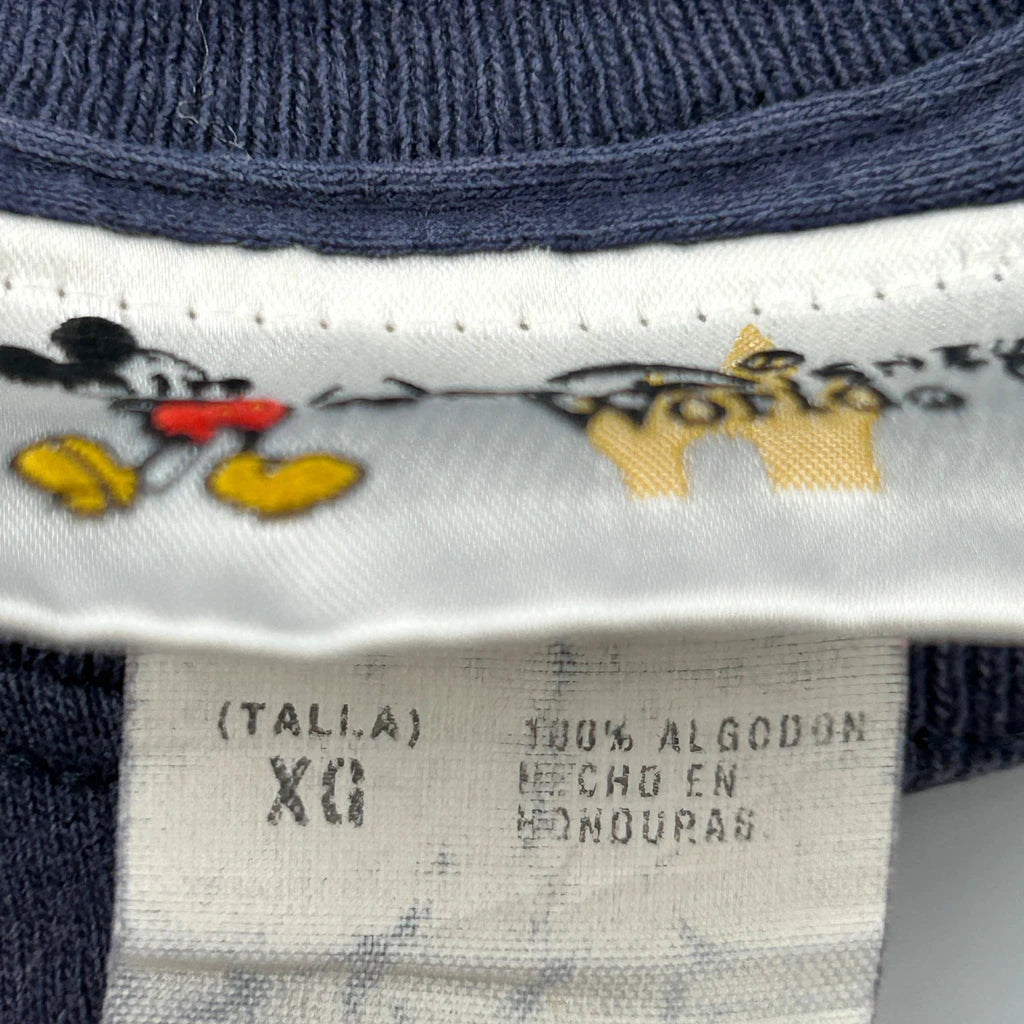 (TALLA)
XG
100% ALGODON
HECHO EN
HONDURAS